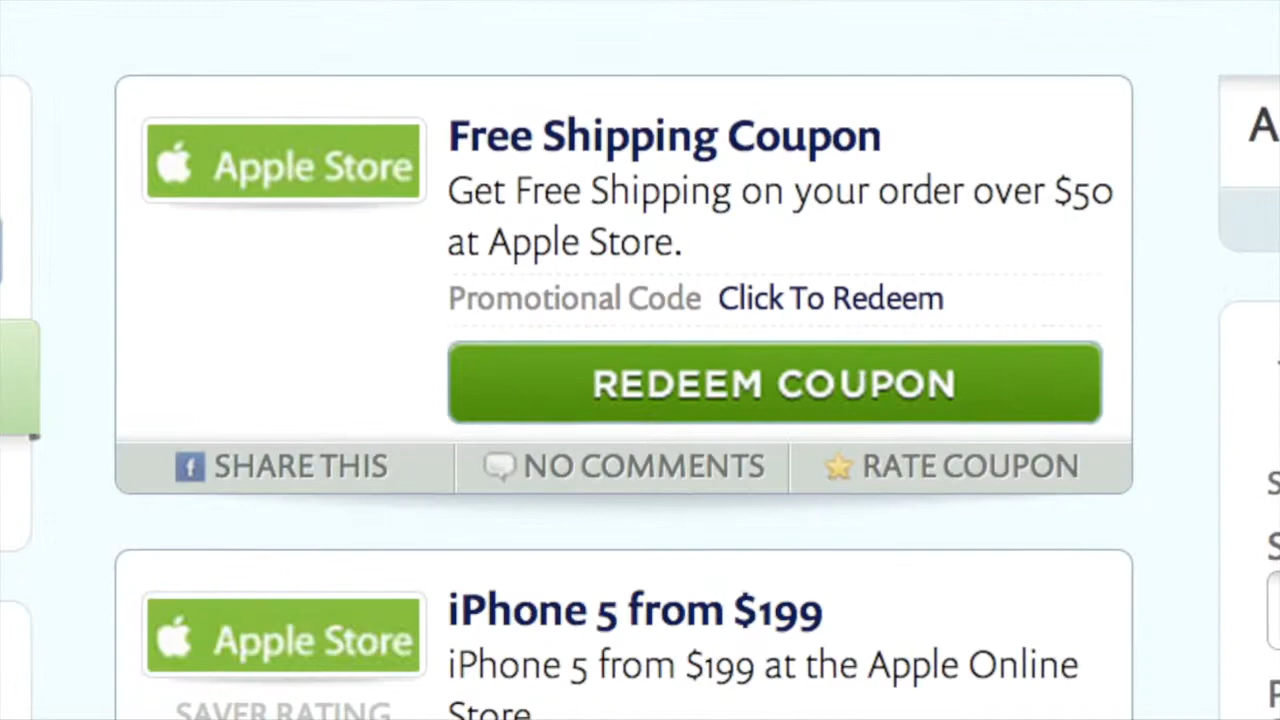 Apple Store
Free Shipping Coupon
Get Free Shipping on your order over $50
at Apple Store.
Promotional Code Click To Redeem
REDEEM COUPON
SHARE THIS
NO COMMENTS
RATE COUPON
Apple Store
SAVER RATING
iPhone 5 from $199
iPhone 5 from $199 at the Apple Online
Store